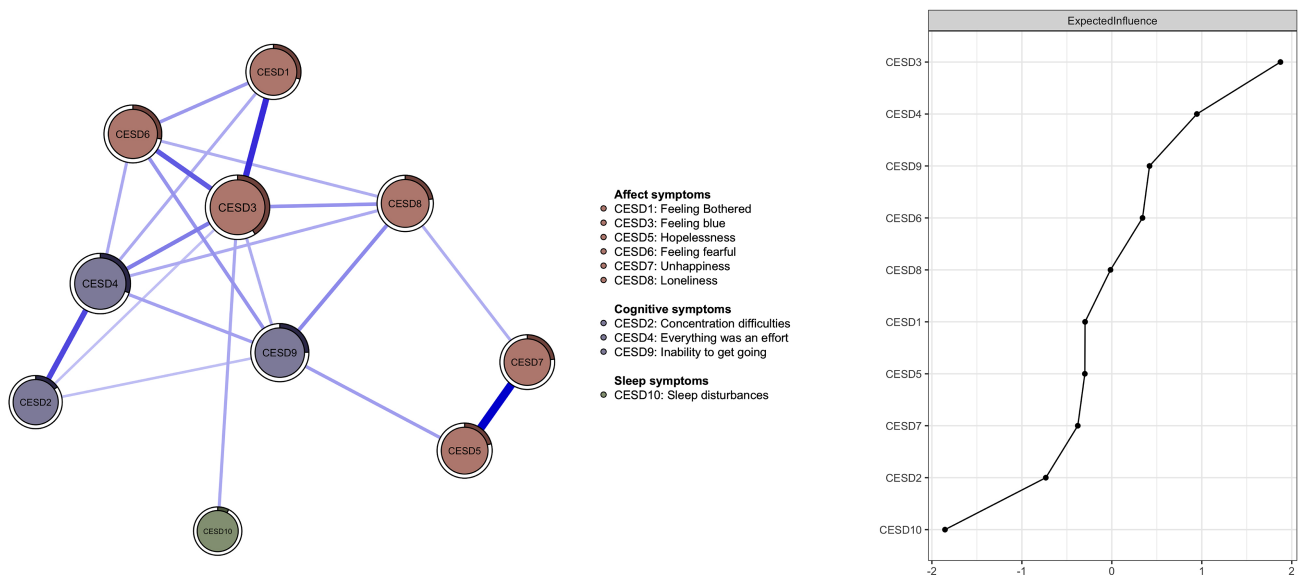 CESD1
CESD6
CESD3
CESD8
CESD4
CESD9
CESD7
CESD2
CESD5
CESD10
Affect symptoms
CESD1: Feeling Bothered
CESD3: Feeling blue
CESD5: Hopelessness
CESD6: Feeling fearful
CESD7: Unhappiness
CESD8: Loneliness
Cognitive symptoms
CESD2: Concentration difficulties
CESD4: Everything was an effort
CESD9: Inability to get going
Sleep symptoms
CESD10: Sleep disturbances
ExpectedInfluence
CESD3
CESD4
CESD9
CESD6
CESD8
CESD1
CESD5
CESD7
CESD2
CESD10
-2 -1 0 1 2